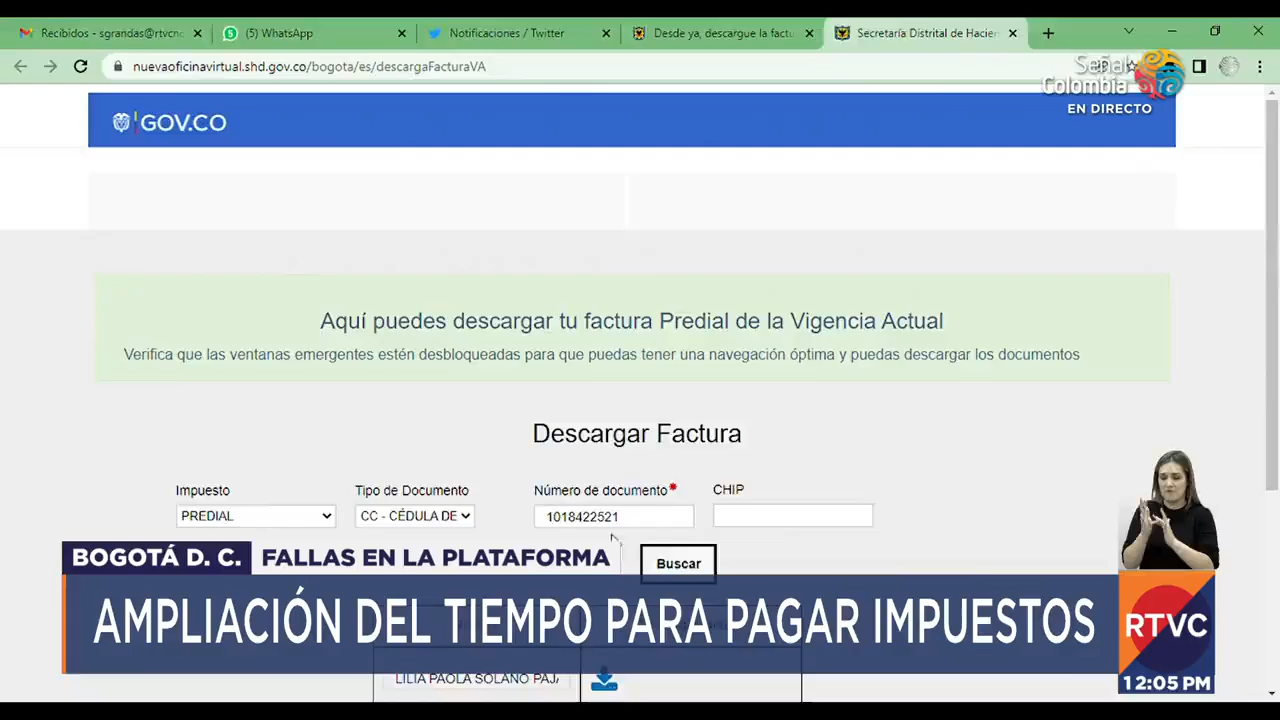 Recibidos - sgrandas@rtvcno
(5) WhatsApp
Notificaciones / Twitter
Desde ya, descargue la factu
Secretaría Distrital de Hacien
nuevaoficinavirtual.shd.gov.co/bogota/es/descargaFacturaVA
Señal
Colombia
EN DIRECTO
GOV.CO
Aquí puedes descargar tu factura Predial de la Vigencia Actual
Verifica que las ventanas emergentes estén desbloqueadas para que puedas tener una navegación óptima y puedas descargar los documentos
Descargar Factura
Impuesto
Tipo de Documento
Número de documento*
CHIP
PREDIAL
CC - CÉDULA DE
1018422521
BOGOTÁ D. C. FALLAS EN LA PLATAFORMA
Buscar
AMPLIACIÓN DEL TIEMPO PARA PAGAR IMPUESTOS
RTVC
LILIA PAOLA SOLANO PAJA
12:05 PM